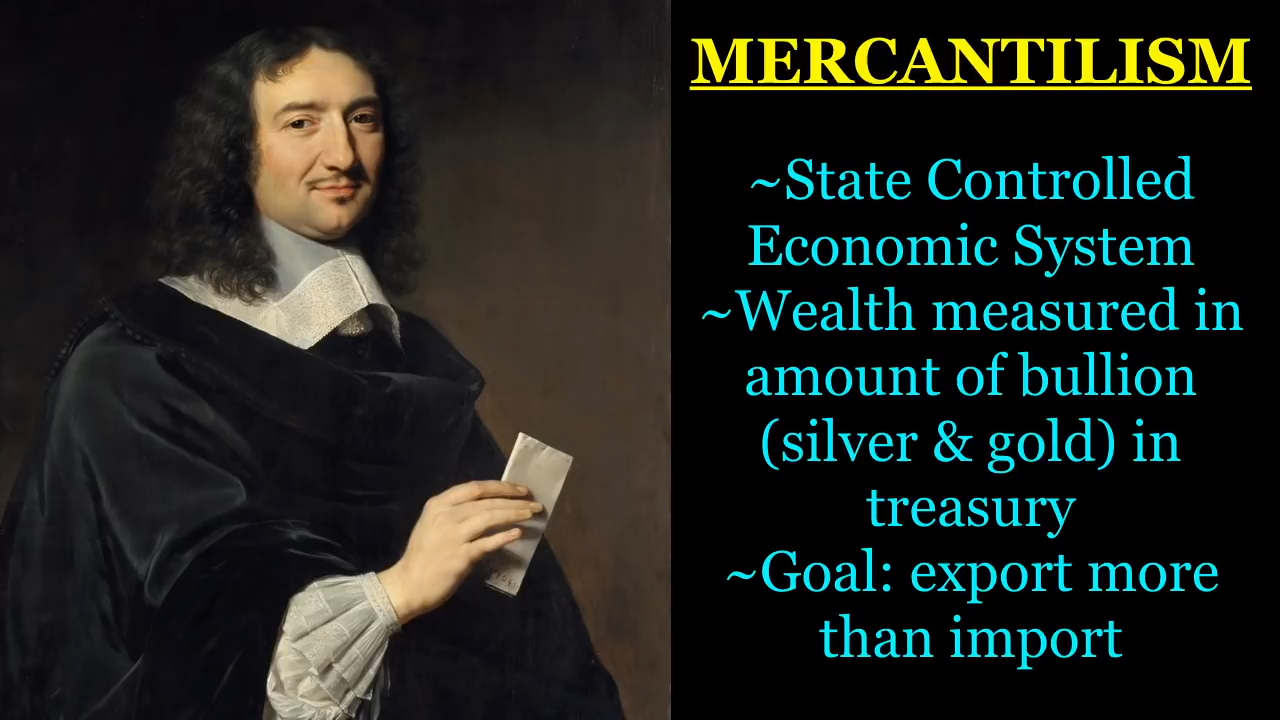 MERCANTILISM
~State Controlled
Economic System
~Wealth measured in
amount of bullion
(silver & gold) in
treasury
~Goal: export more
than import